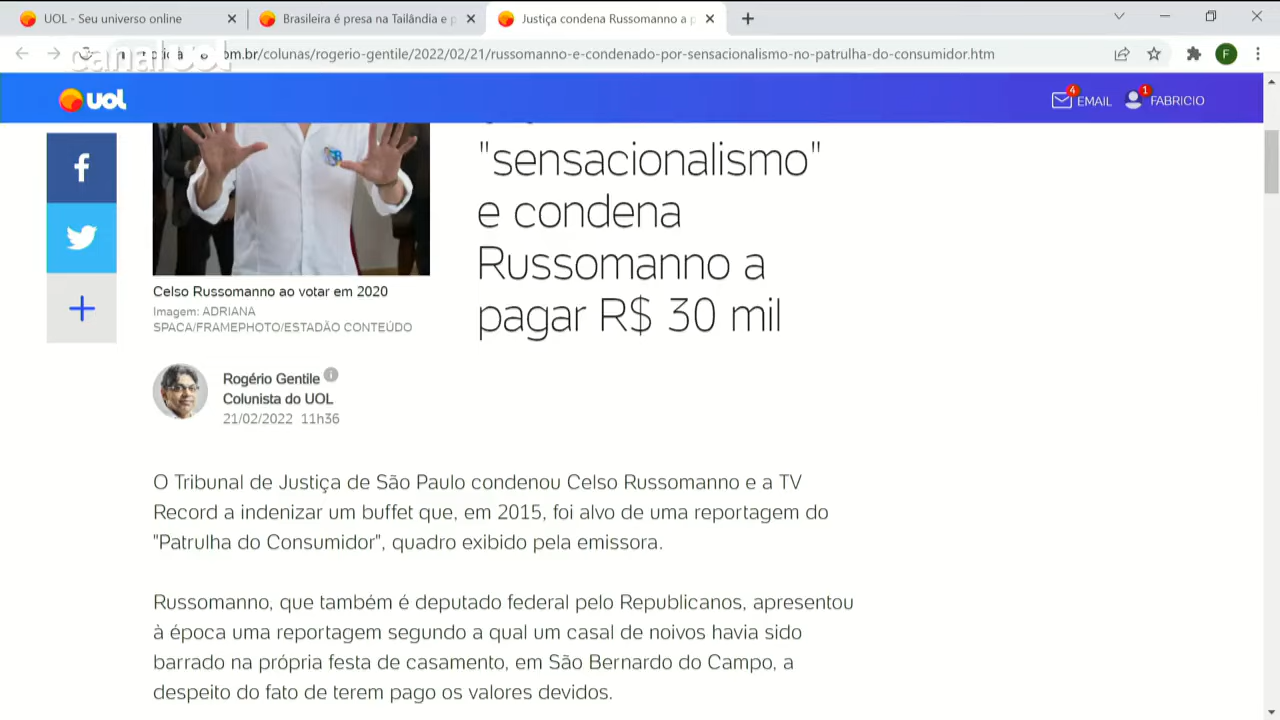 UOL - Seu universo online
Brasileira é presa na Tailândia e p
Justiça condena Russomanno a p
canal uol
om.br/colunas/rogerio-gentile/2022/02/21/russomanno-e-condenado-por-sensacionalismo-no-patrulha-do-consumidor.htm
F
UOL
4
EMAIL
1
FABRICIO
"sensacionalismo"
e condena
Russomanno a
pagar R$ 30 mil
Celso Russomanno ao votar em 2020
Imagem: ADRIANA
SPACA/FRAMEPHOTO/ESTADÃO CONTEÚDO
Rogério Gentile
Colunista do UOL
21/02/2022 11h36
O Tribunal de Justiça de São Paulo condenou Celso Russomanno e a TV
Record a indenizar um buffet que, em 2015, foi alvo de uma reportagem do
"Patrulha do Consumidor", quadro exibido pela emissora.
Russomanno, que também é deputado federal pelo Republicanos, apresentou
à época uma reportagem segundo a qual um casal de noivos havia sido
barrado na própria festa de casamento, em São Bernardo do Campo, a
despeito do fato de terem pago os valores devidos.